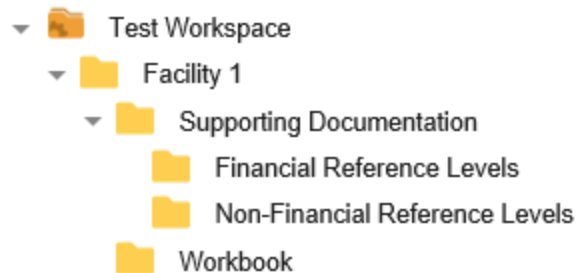 Test Workspace
Facility 1
Supporting Documentation
Financial Reference Levels
Non-Financial Reference Levels
Workbook